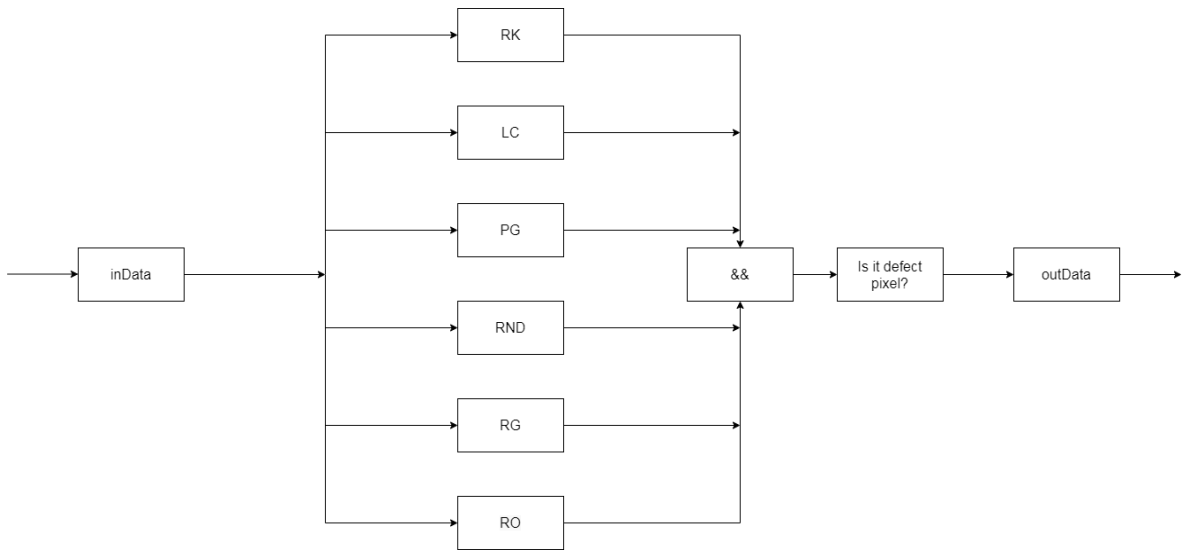 RK
LC
PG
inData
&&
Is it defect
pixel?
outData
RND
RG
RO